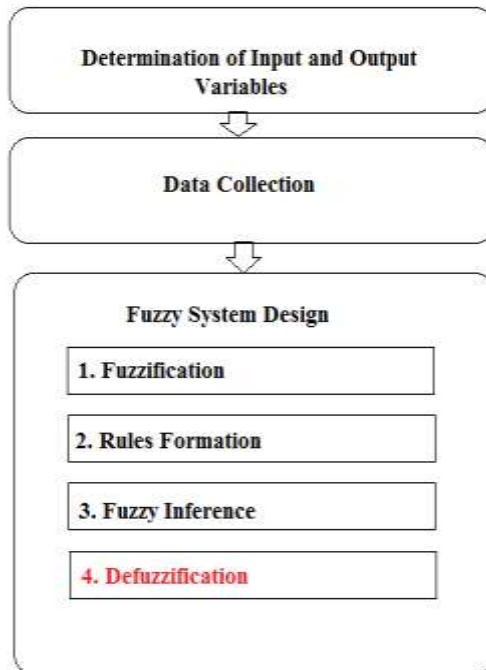 Determination of Input and Output
Variables
Data Collection
Fuzzy System Design
1. Fuzzification
2. Rules Formation
3. Fuzzy Inference
4. Defuzzification